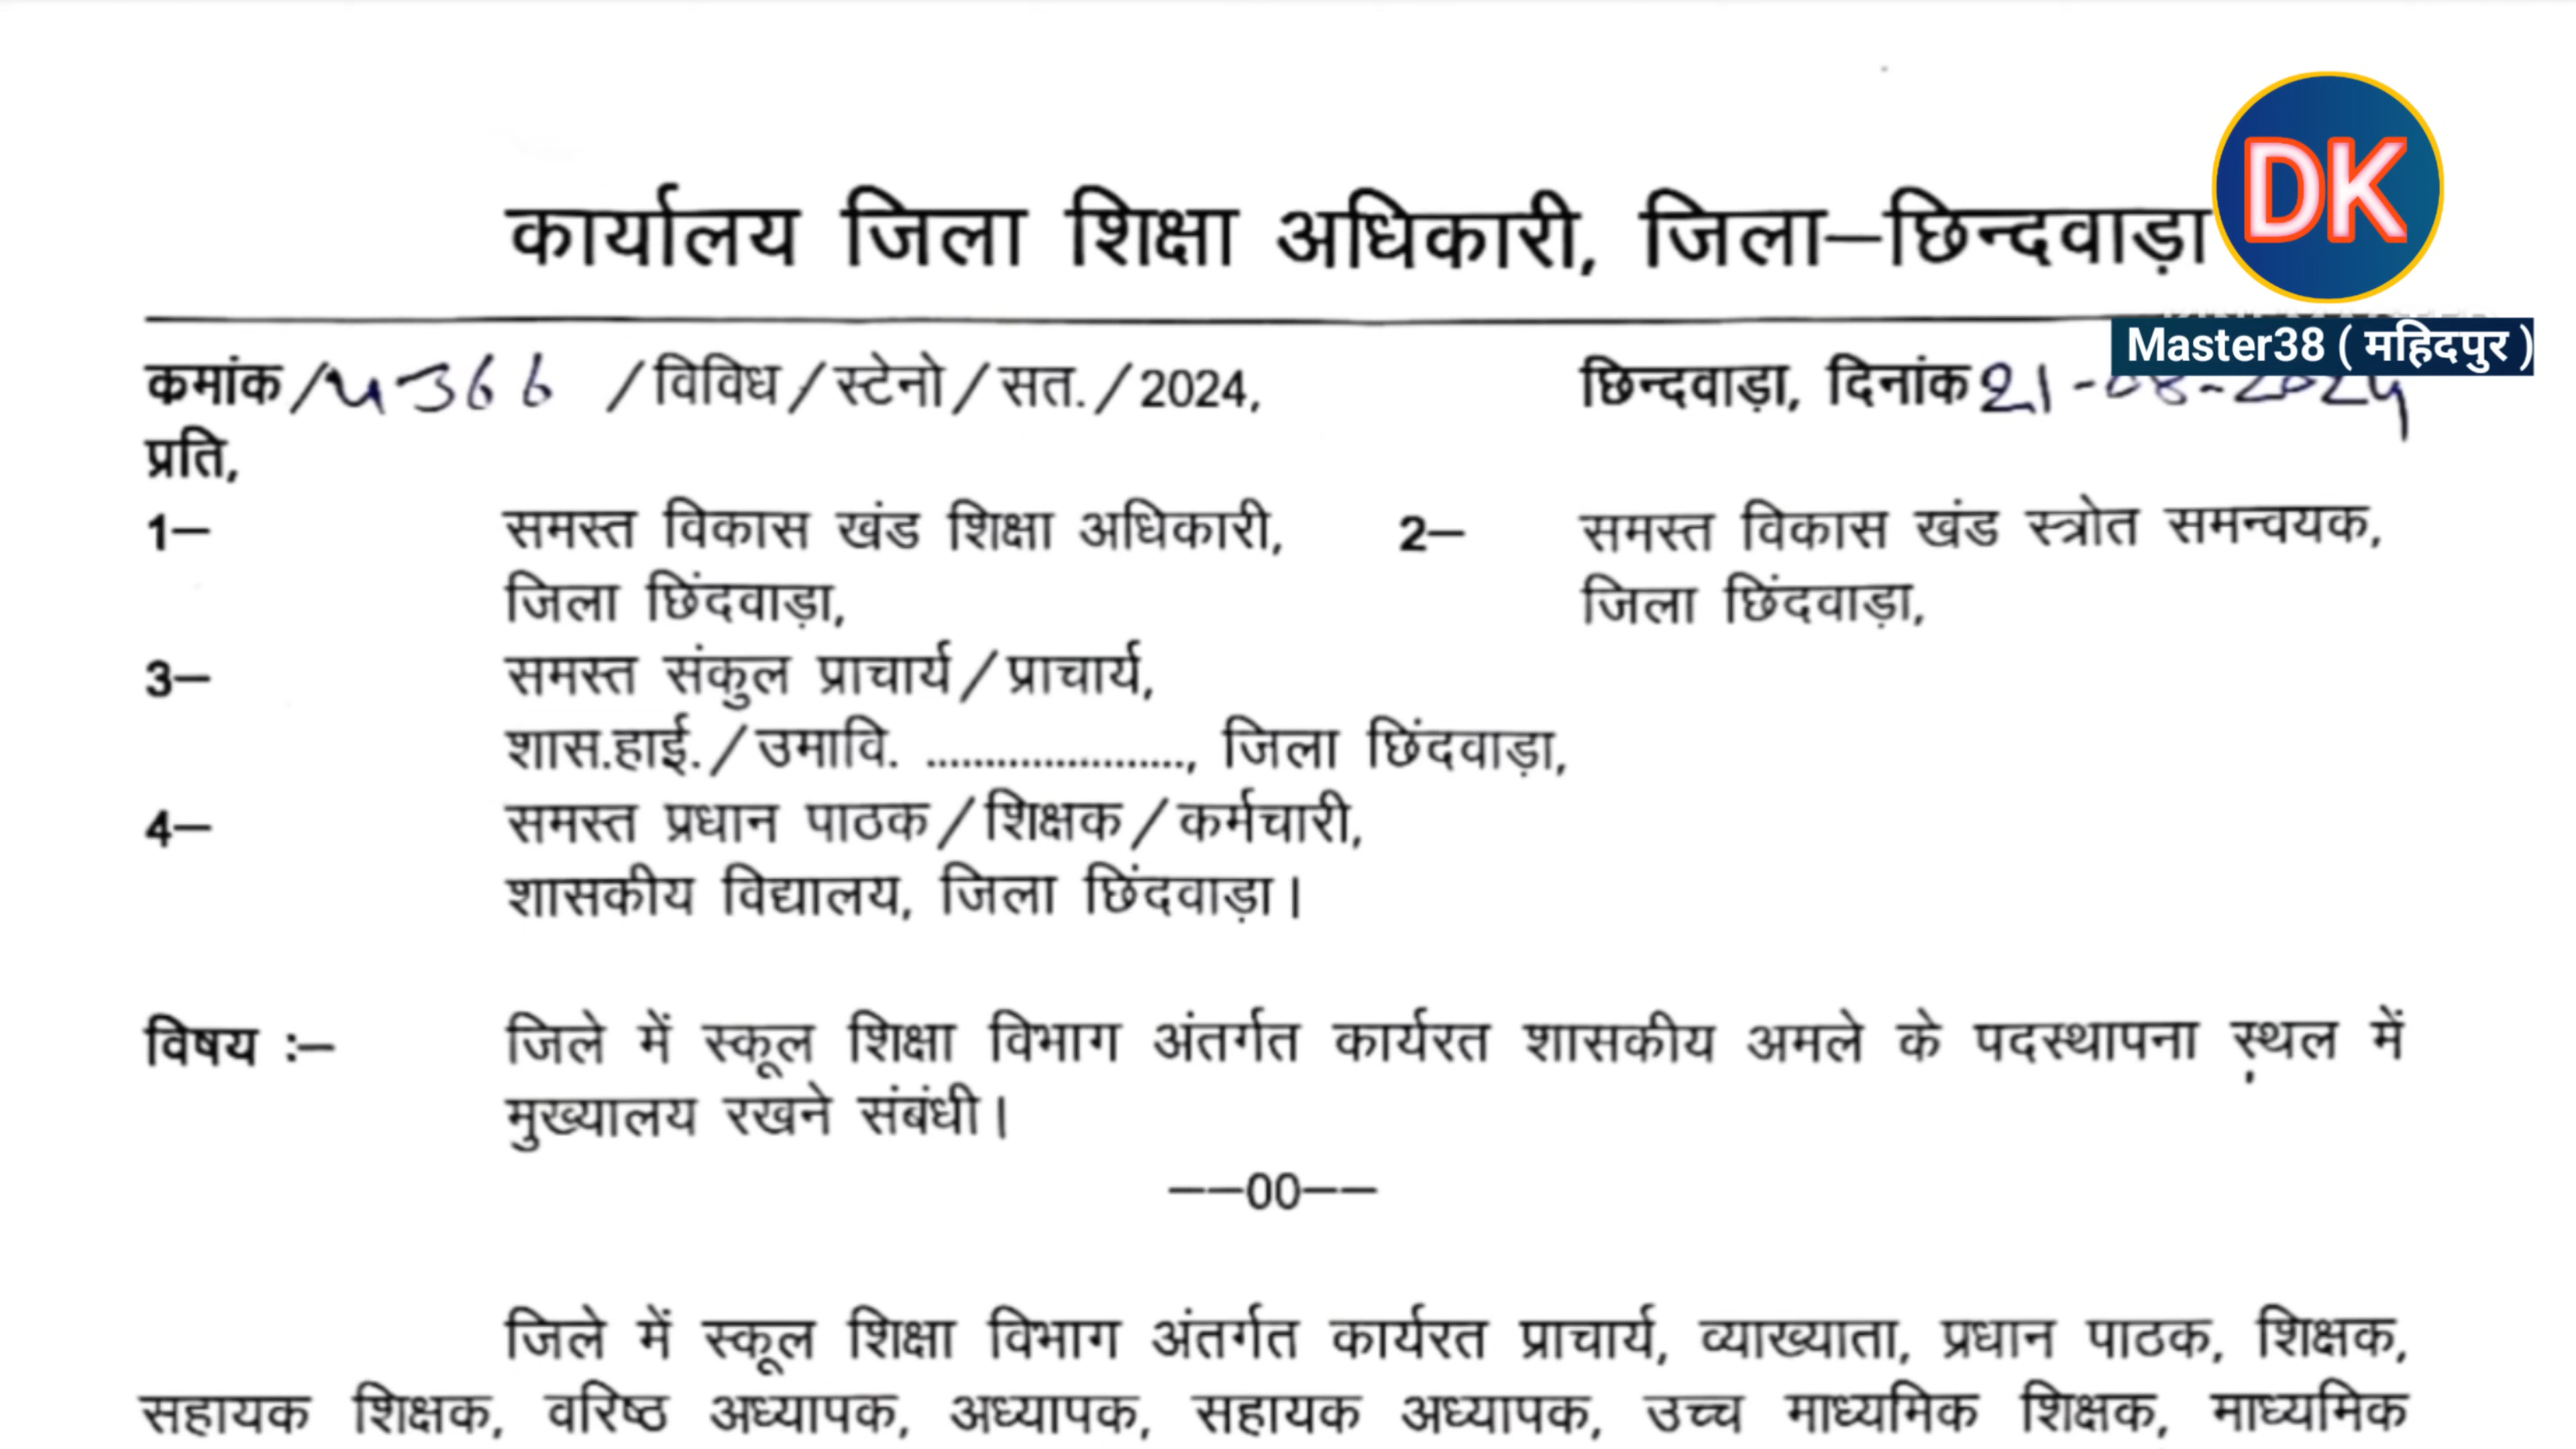 DK
कार्यालय जिला शिक्षा अधिकारी, जिला–छिन्दवाड़ा
Master38 ( महिदपुर )
कमांक/4366 /विविध/स्टेनो/सत./2024, छिन्दवाड़ा, दिनांक 21-08-2024
प्रति,
1– समस्त विकास खंड शिक्षा अधिकारी, 2– समस्त विकास खंड स्त्रोत समन्वयक,
जिला छिंदवाड़ा, जिला छिंदवाड़ा,
3– समस्त संकुल प्राचार्य/प्राचार्य,
शास.हाई./उमावि. ......................, जिला छिंदवाड़ा,
4– समस्त प्रधान पाठक/शिक्षक/कर्मचारी,
शासकीय विद्यालय, जिला छिंदवाड़ा।
विषय :– जिले में स्कूल शिक्षा विभाग अंतर्गत कार्यरत शासकीय अमले के पदस्थापना स्थल में
मुख्यालय रखने संबंधी।
––00––
जिले में स्कूल शिक्षा विभाग अंतर्गत कार्यरत प्राचार्य, व्याख्याता, प्रधान पाठक, शिक्षक,
सहायक शिक्षक, वरिष्ठ अध्यापक, अध्यापक, सहायक अध्यापक, उच्च माध्यमिक शिक्षक, माध्यमिक